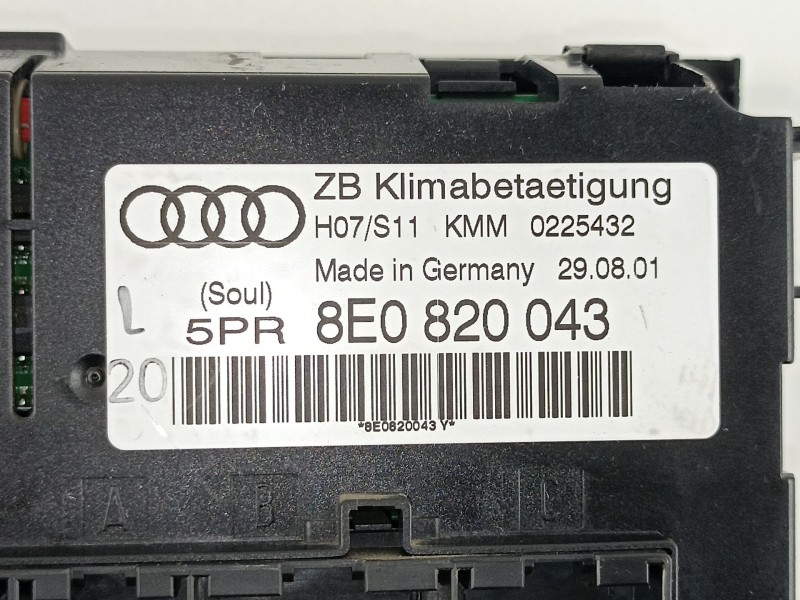 ZB Klimabetaetigung
H07/S11 KMM 0225432
Made in Germany 29.08.01
(Soul)
5PR 8E0 820 043
L
20
*8E0820043 Y*
A B C